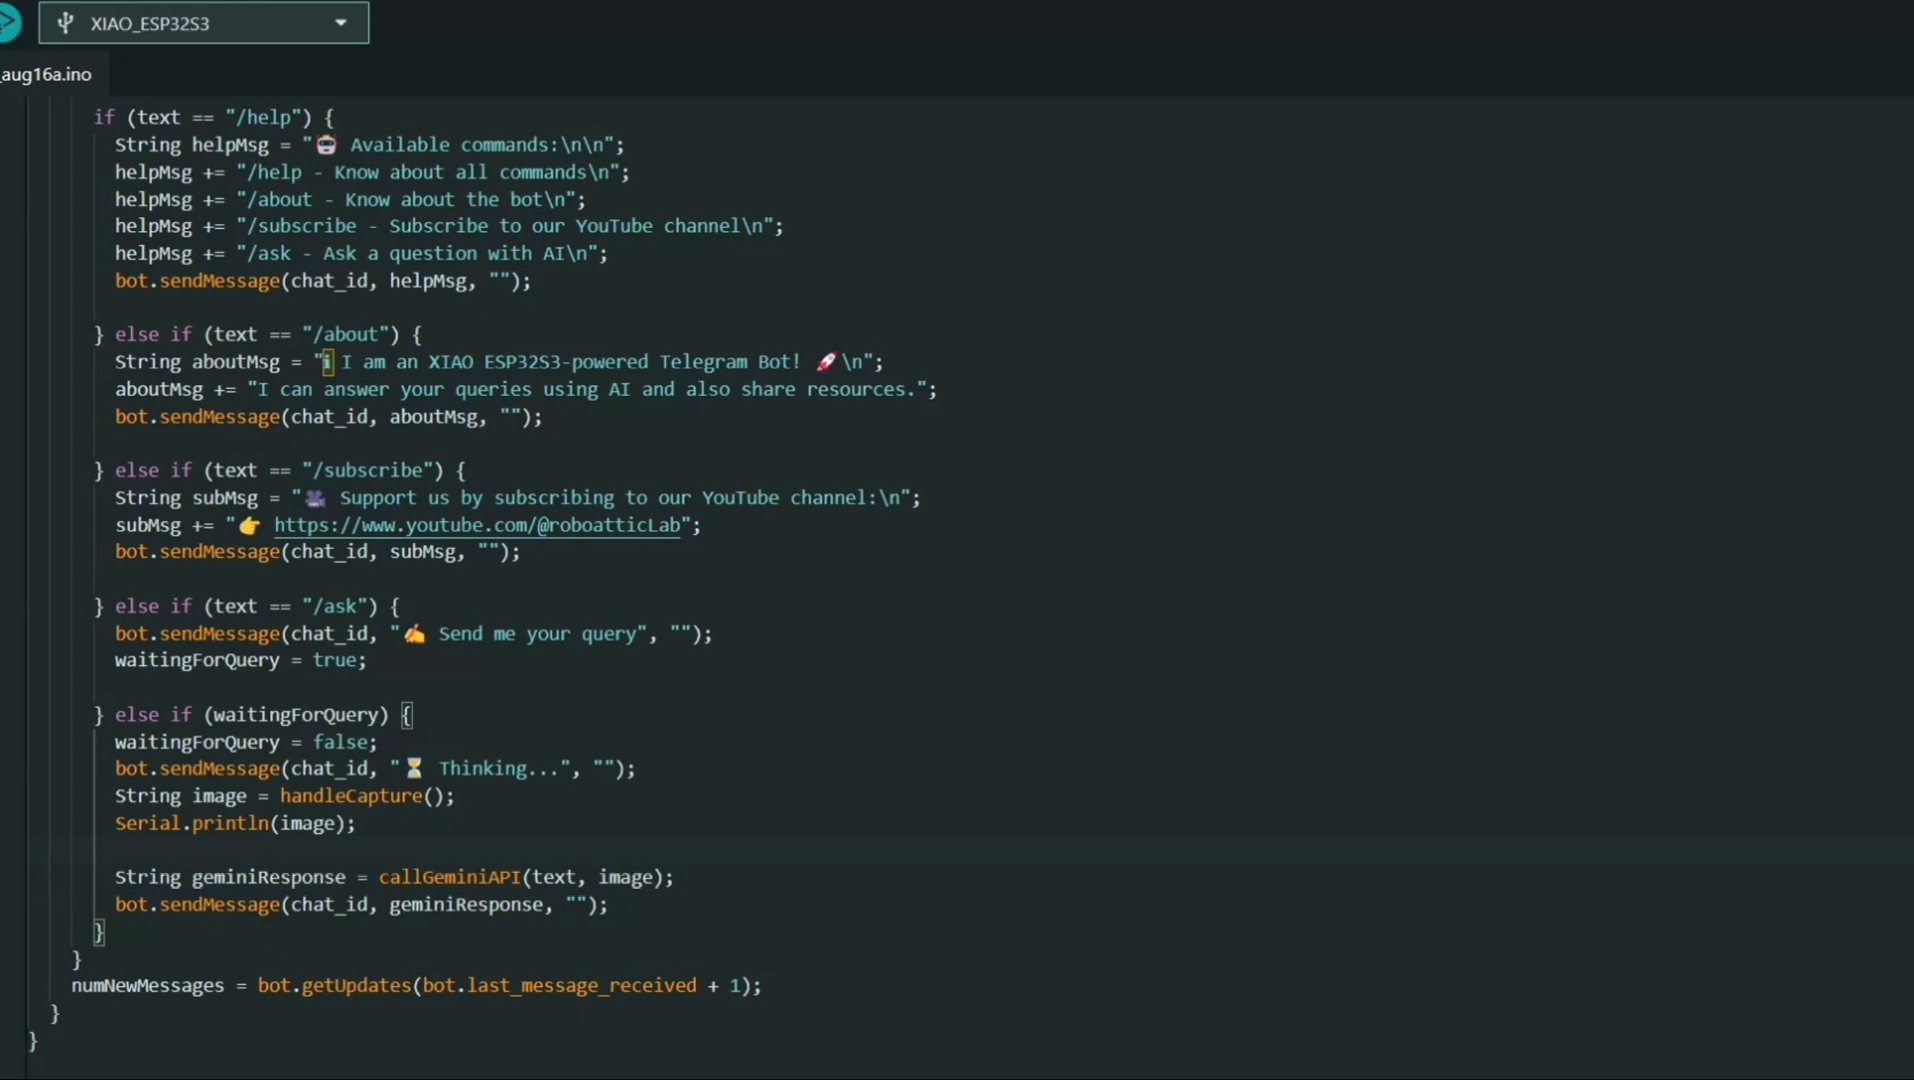 XIAO_ESP32S3
_aug16a.ino
if (text == "/help") {
String helpMsg = "🤖 Available commands:\n\n";
helpMsg += "/help - Know about all commands\n";
helpMsg += "/about - Know about the bot\n";
helpMsg += "/subscribe - Subscribe to our YouTube channel\n";
helpMsg += "/ask - Ask a question with AI\n";
bot.sendMessage(chat_id, helpMsg, "");
} else if (text == "/about") {
String aboutMsg = "ℹ I am an XIAO ESP32S3-powered Telegram Bot! 🚀\n";
aboutMsg += "I can answer your queries using AI and also share resources.";
bot.sendMessage(chat_id, aboutMsg, "");
} else if (text == "/subscribe") {
String subMsg = "🎥 Support us by subscribing to our YouTube channel:\n";
subMsg += "👉 https://www.youtube.com/@roboatticLab";
bot.sendMessage(chat_id, subMsg, "");
} else if (text == "/ask") {
bot.sendMessage(chat_id, "✍ Send me your query", "");
waitingForQuery = true;
} else if (waitingForQuery) {
waitingForQuery = false;
bot.sendMessage(chat_id, "⏳ Thinking...", "");
String image = handleCapture();
Serial.println(image);
String geminiResponse = callGeminiAPI(text, image);
bot.sendMessage(chat_id, geminiResponse, "");
}
}
numNewMessages = bot.getUpdates(bot.last_message_received + 1);
}
}